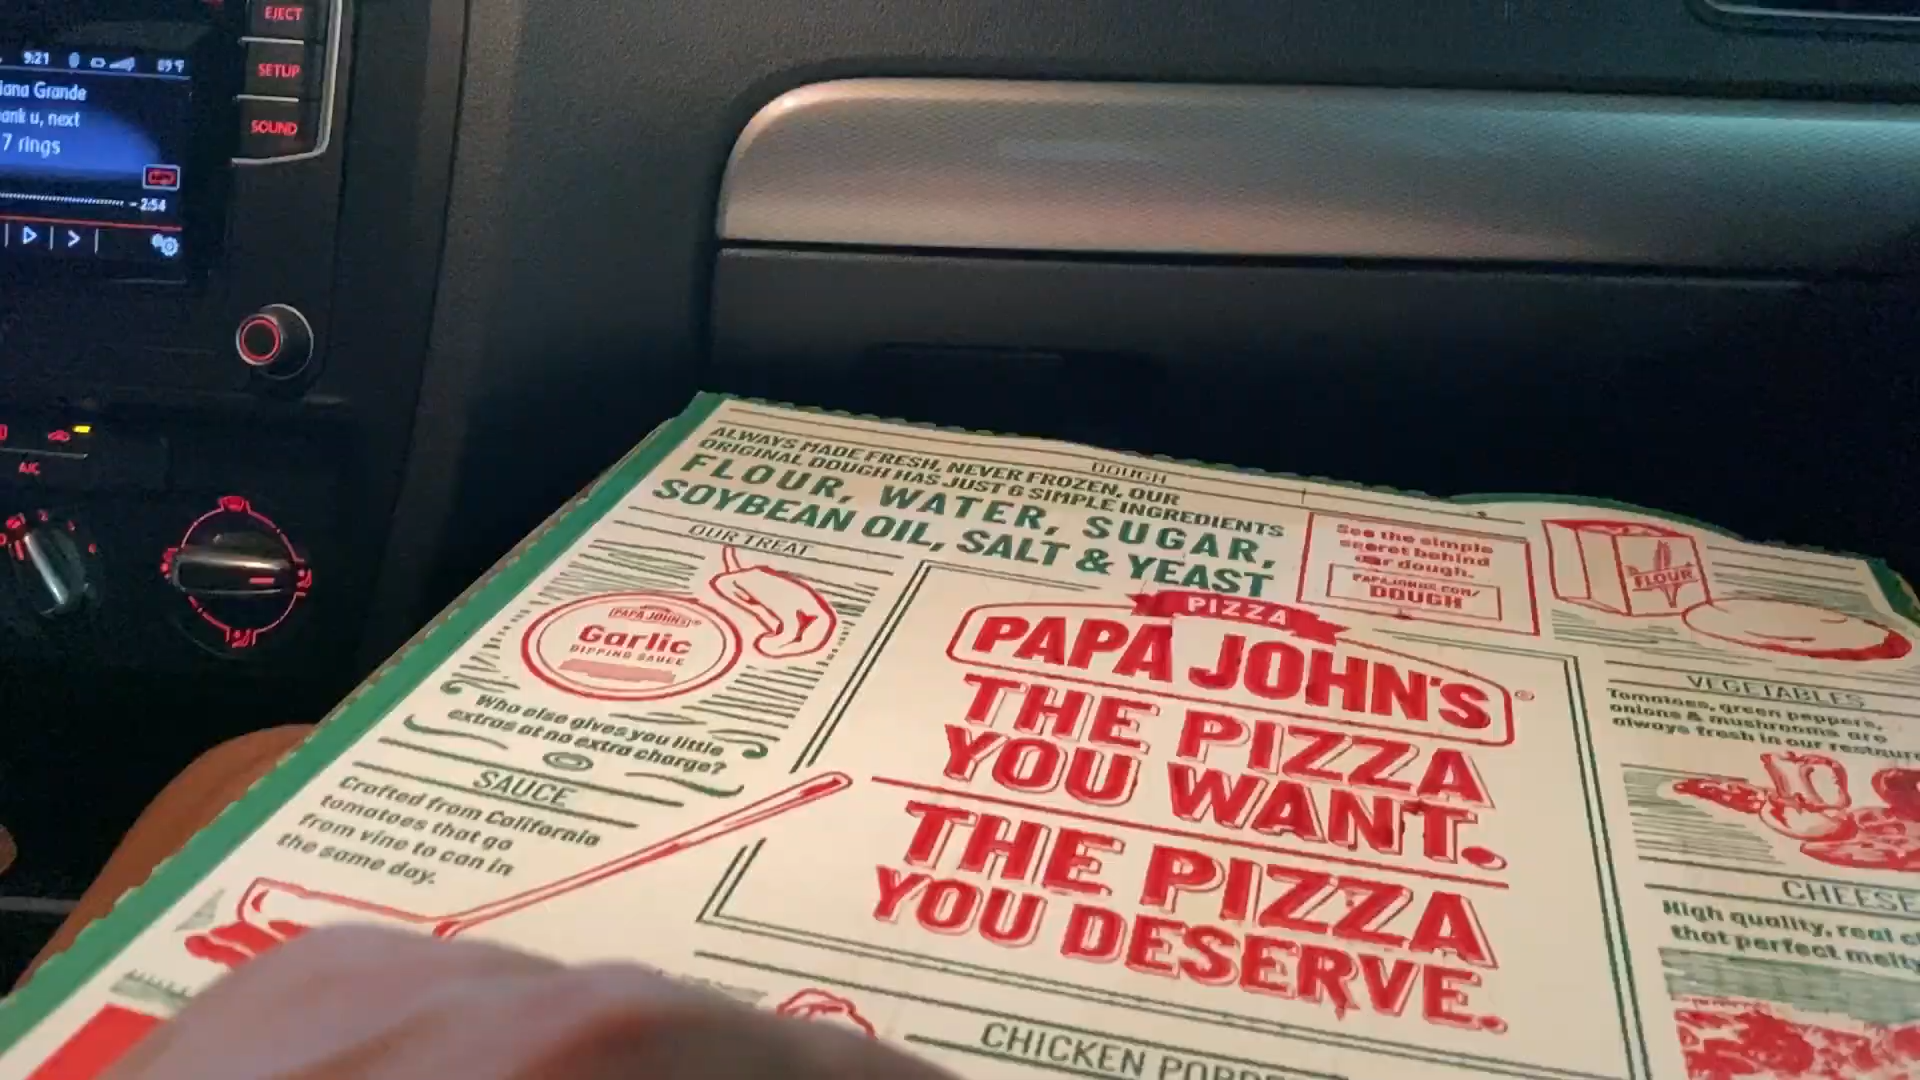 EJECT
SETUP
SOUND
9:21
89°F
Grande
u, next
7 rings
-2:54
A/C
DOUGH
ALWAYS MADE FRESH, NEVER FROZEN, OUR
ORIGINAL DOUGH HAS JUST 6 SIMPLE INGREDIENTS
FLOUR, WATER, SUGAR,
SOYBEAN OIL, SALT & YEAST
See the simple
secret behind
our dough.
PAPAJOHNS.COM/
DOUGH
FLOUR
OUR TREAT
PAPA JOHN'S
Garlic
DIPPING SAUCE
Who else gives you little
extras at no extra charge?
SAUCE
Crafted from California
tomatoes that go
from vine to can in
the same day.
PIZZA
PAPA JOHN'S®
THE PIZZA
YOU WANT.
THE PIZZA
YOU DESERVE.
VEGETABLES
Tomatoes, green peppers,
onions & mushrooms are
always fresh in our
CHEESE
High quality, real
that perfect
CHICKEN